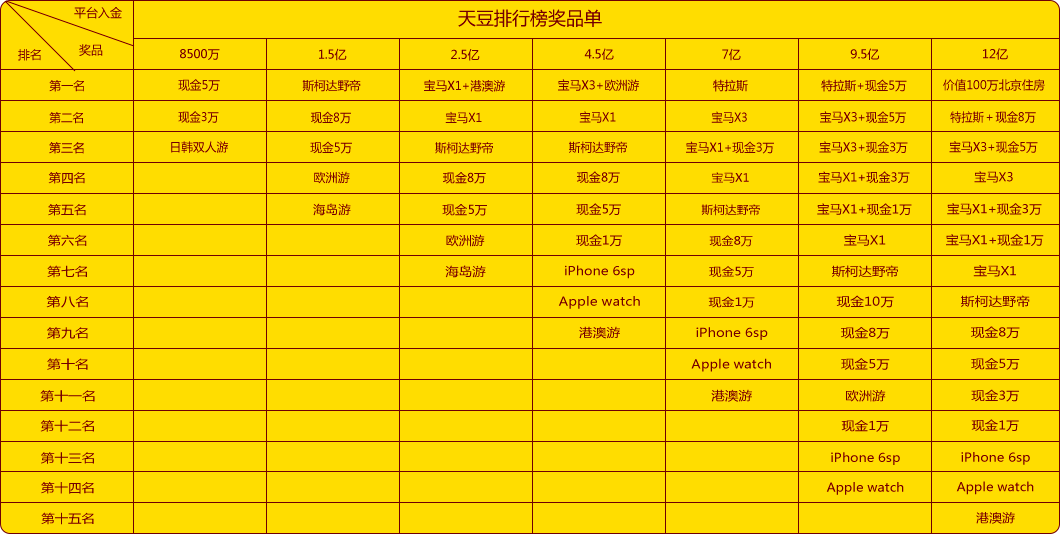 平台入金
天豆排行榜奖品单
奖品
排名
8500万 1.5亿 2.5亿 4.5亿 7亿 9.5亿 12亿
第一名 现金5万 斯柯达野帝 宝马X1+港澳游 宝马X3+欧洲游 特拉斯 特拉斯+现金5万 价值100万北京住房
第二名 现金3万 现金8万 宝马X1 宝马X1 宝马X3 宝马X3+现金5万 特拉斯+现金8万
第三名 日韩双人游 现金5万 斯柯达野帝 斯柯达野帝 宝马X1+现金3万 宝马X3+现金3万 宝马X3+现金5万
第四名 欧洲游 现金8万 现金8万 宝马X1 宝马X1+现金3万 宝马X3
第五名 海岛游 现金5万 现金5万 斯柯达野帝 宝马X1+现金1万 宝马X1+现金3万
第六名 欧洲游 现金1万 现金8万 宝马X1 宝马X1+现金1万
第七名 海岛游 iPhone 6sp 现金5万 斯柯达野帝 宝马X1
第八名 Apple watch 现金1万 现金10万 斯柯达野帝
第九名 港澳游 iPhone 6sp 现金8万 现金8万
第十名 Apple watch 现金5万 现金5万
第十一名 港澳游 欧洲游 现金3万
第十二名 现金1万 现金1万
第十三名 iPhone 6sp iPhone 6sp
第十四名 Apple watch Apple watch
第十五名 港澳游